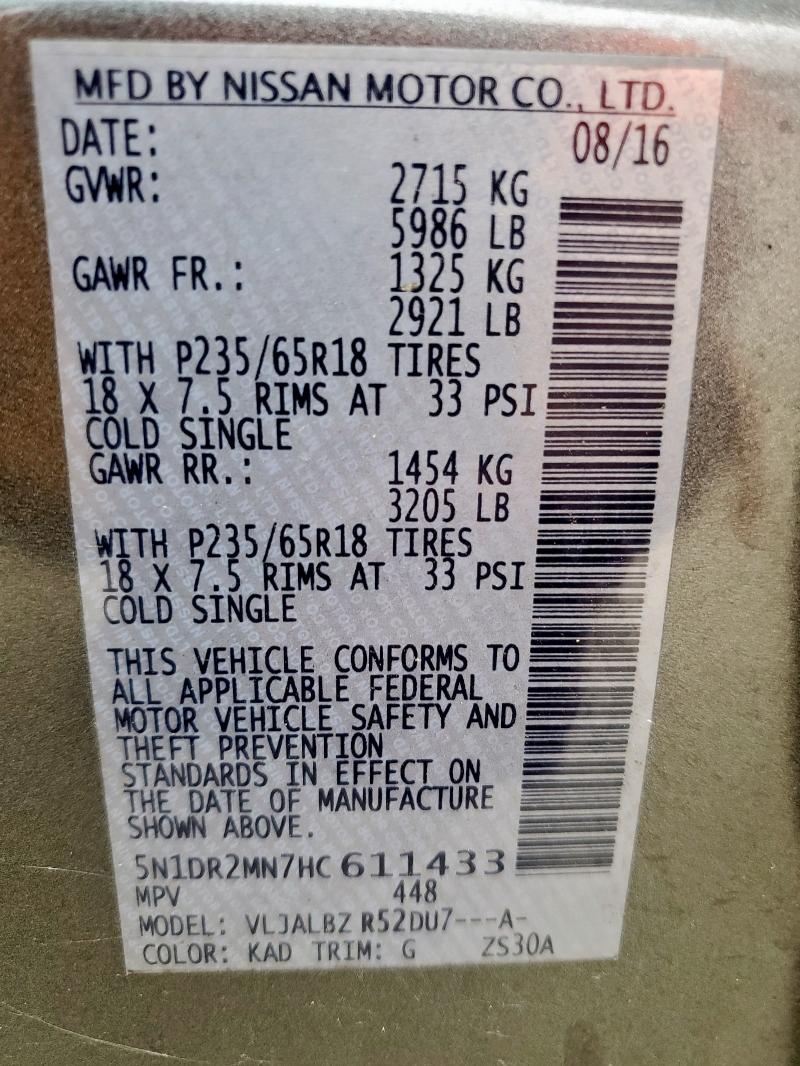 MFD BY NISSAN MOTOR CO., LTD.
DATE: 08/16
GVWR: 2715 KG
5986 LB
GAWR FR.: 1325 KG
2921 LB
WITH P235/65R18 TIRES
18 X 7.5 RIMS AT 33 PSI
COLD SINGLE
GAWR RR.: 1454 KG
3205 LB
WITH P235/65R18 TIRES
18 X 7.5 RIMS AT 33 PSI
COLD SINGLE
THIS VEHICLE CONFORMS TO
ALL APPLICABLE FEDERAL
MOTOR VEHICLE SAFETY AND
THEFT PREVENTION
STANDARDS IN EFFECT ON
THE DATE OF MANUFACTURE
SHOWN ABOVE.
5N1DR2MN7HC 611433
MPV 448
MODEL: VLJALBZ R52DU7---A-
COLOR: KAD TRIM: G ZS30A